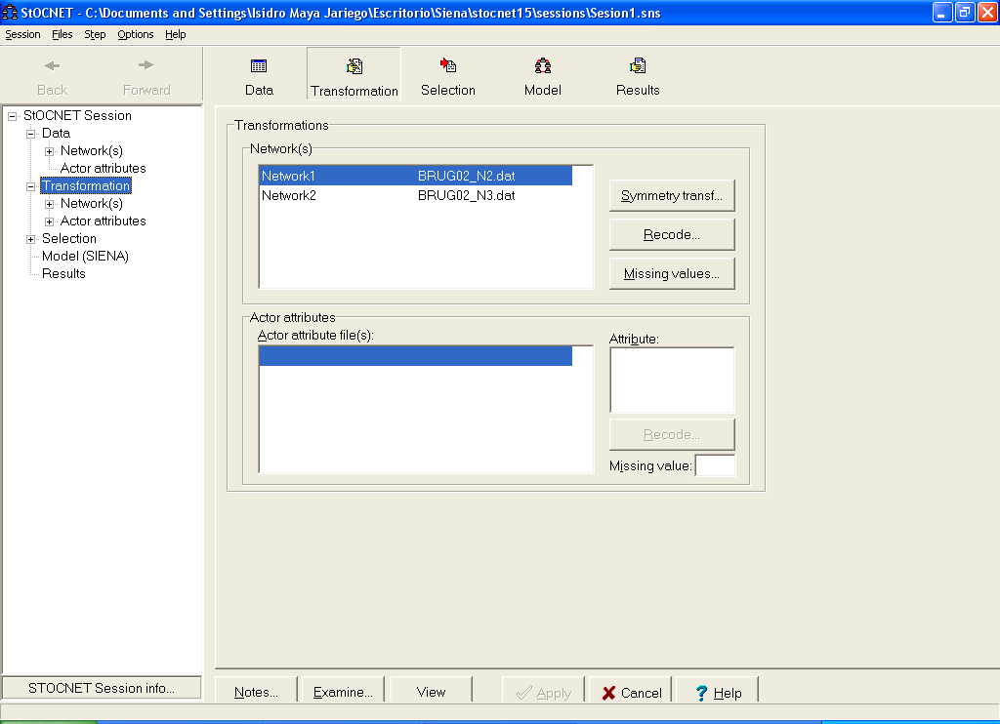 StOCNET - C:\Documents and Settings\Isidro Maya Jariego\Escritorio\Siena\stocnet15\sessions\Sesion1.sns
Session Files Step Options Help
Back Forward
Data Transformation Selection Model Results
StOCNET Session
Data
Network(s)
Actor attributes
Transformation
Network(s)
Actor attributes
Selection
Model (SIENA)
Results
STOCNET Session info...
Transformations
Network(s)
Network1 BRUG02_N2.dat
Network2 BRUG02_N3.dat
Symmetry transf...
Recode...
Missing values...
Actor attributes
Actor attribute file(s):
Attribute:
Recode...
Missing value:
Notes... Examine... View Apply Cancel Help